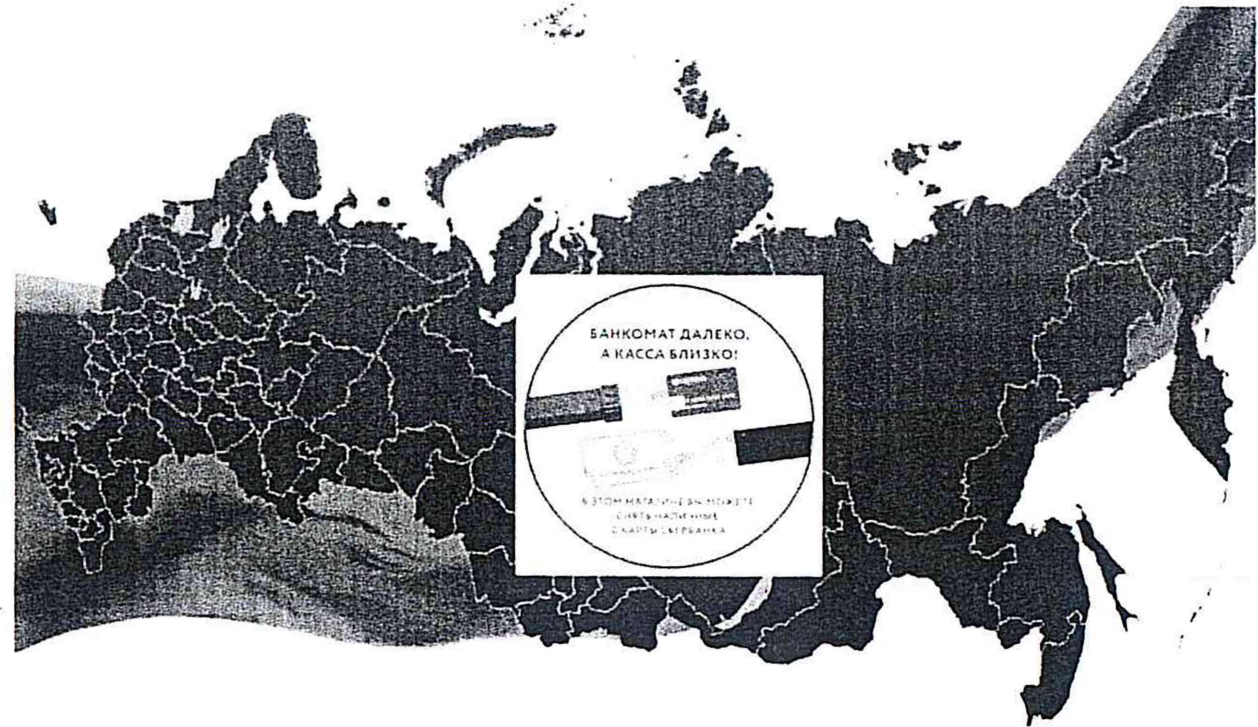 БАНКОМАТ ДАЛЕКО,
А КАССА БЛИЗКО!
В ЭТОМ МАГАЗИНЕ ВЫ МОЖЕТЕ
СНЯТЬ НАЛИЧНЫЕ
С КАРТЫ СБЕРБАНКА